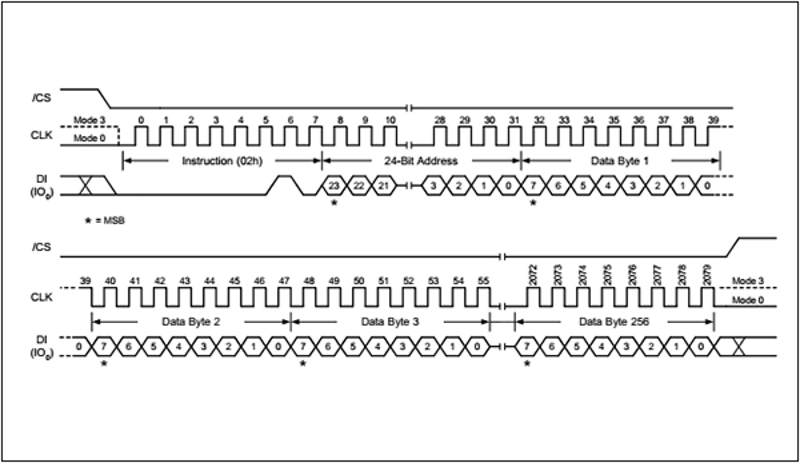 /CS
Mode 3 0 1 2 3 4 5 6 7 8 9 10 28 29 30 31 32 33 34 35 36 37 38 39
CLK Mode 0
Instruction (02h) 24-Bit Address Data Byte 1
DI (IO0) 23 22 21 3 2 1 0 7 6 5 4 3 2 1 0
* *
* = MSB
/CS
39 40 41 42 43 44 45 46 47 48 49 50 51 52 53 54 55 2072 2073 2074 2075 2076 2077 2078 2079 Mode 3
CLK Mode 0
Data Byte 2 Data Byte 3 Data Byte 256
DI (IO0) 0 7 6 5 4 3 2 1 0 7 6 5 4 3 2 1 0 7 6 5 4 3 2 1 0
* * *